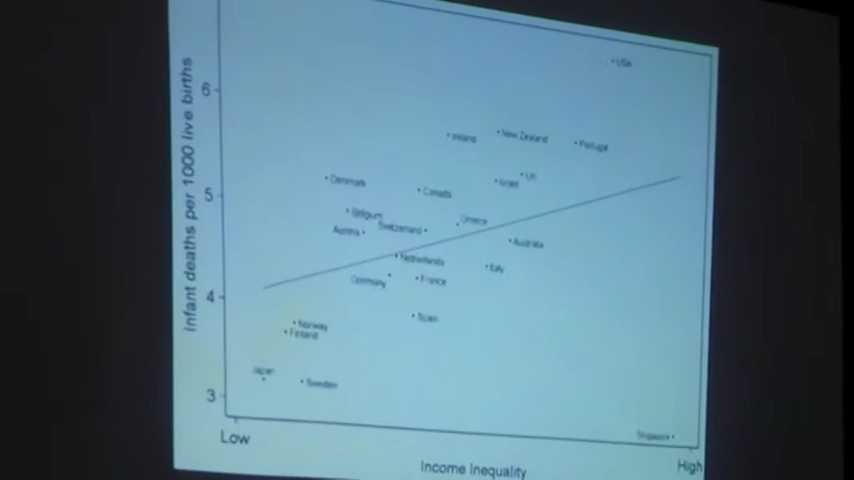 Infant deaths per 1000 live births
6
5
4
3
USA
Ireland
New Zealand
Portugal
UK
Israel
Denmark
Canada
Belgium
Greece
Switzerland
Austria
Australia
Netherlands
Italy
Germany
France
Spain
Norway
Finland
Japan
Sweden
Singapore
Low
High
Income Inequality